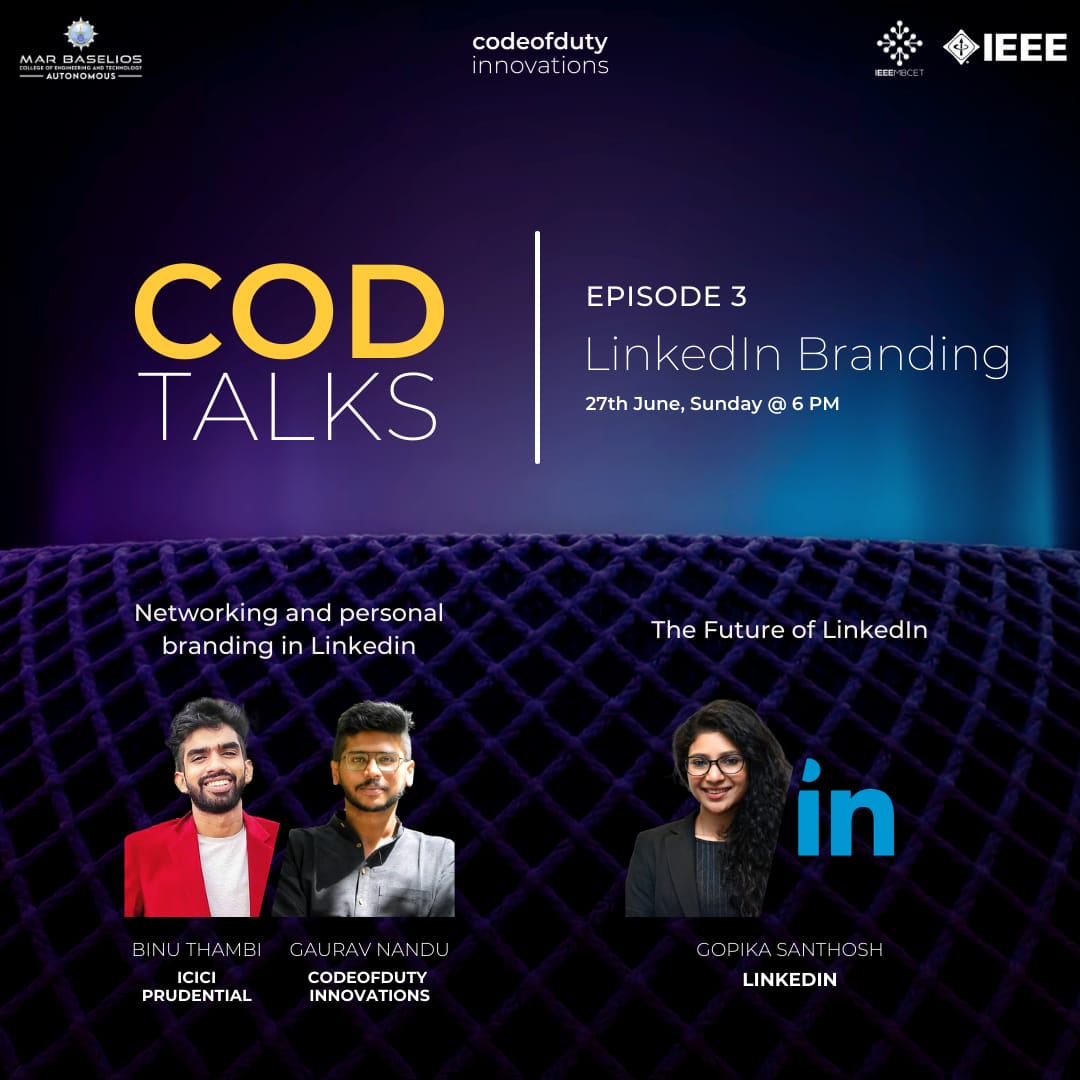 MAR BASELIOS
COLLEGE OF ENGINEERING AND TECHNOLOGY
AUTONOMOUS
codeofduty
innovations
IEEEMBCET
IEEE
COD
TALKS
EPISODE 3
LinkedIn Branding
27th June, Sunday @ 6 PM
Networking and personal
branding in Linkedin
The Future of LinkedIn
in
BINU THAMBI
ICICI
PRUDENTIAL
GAURAV NANDU
CODEOFDUTY
INNOVATIONS
GOPIKA SANTHOSH
LINKEDIN